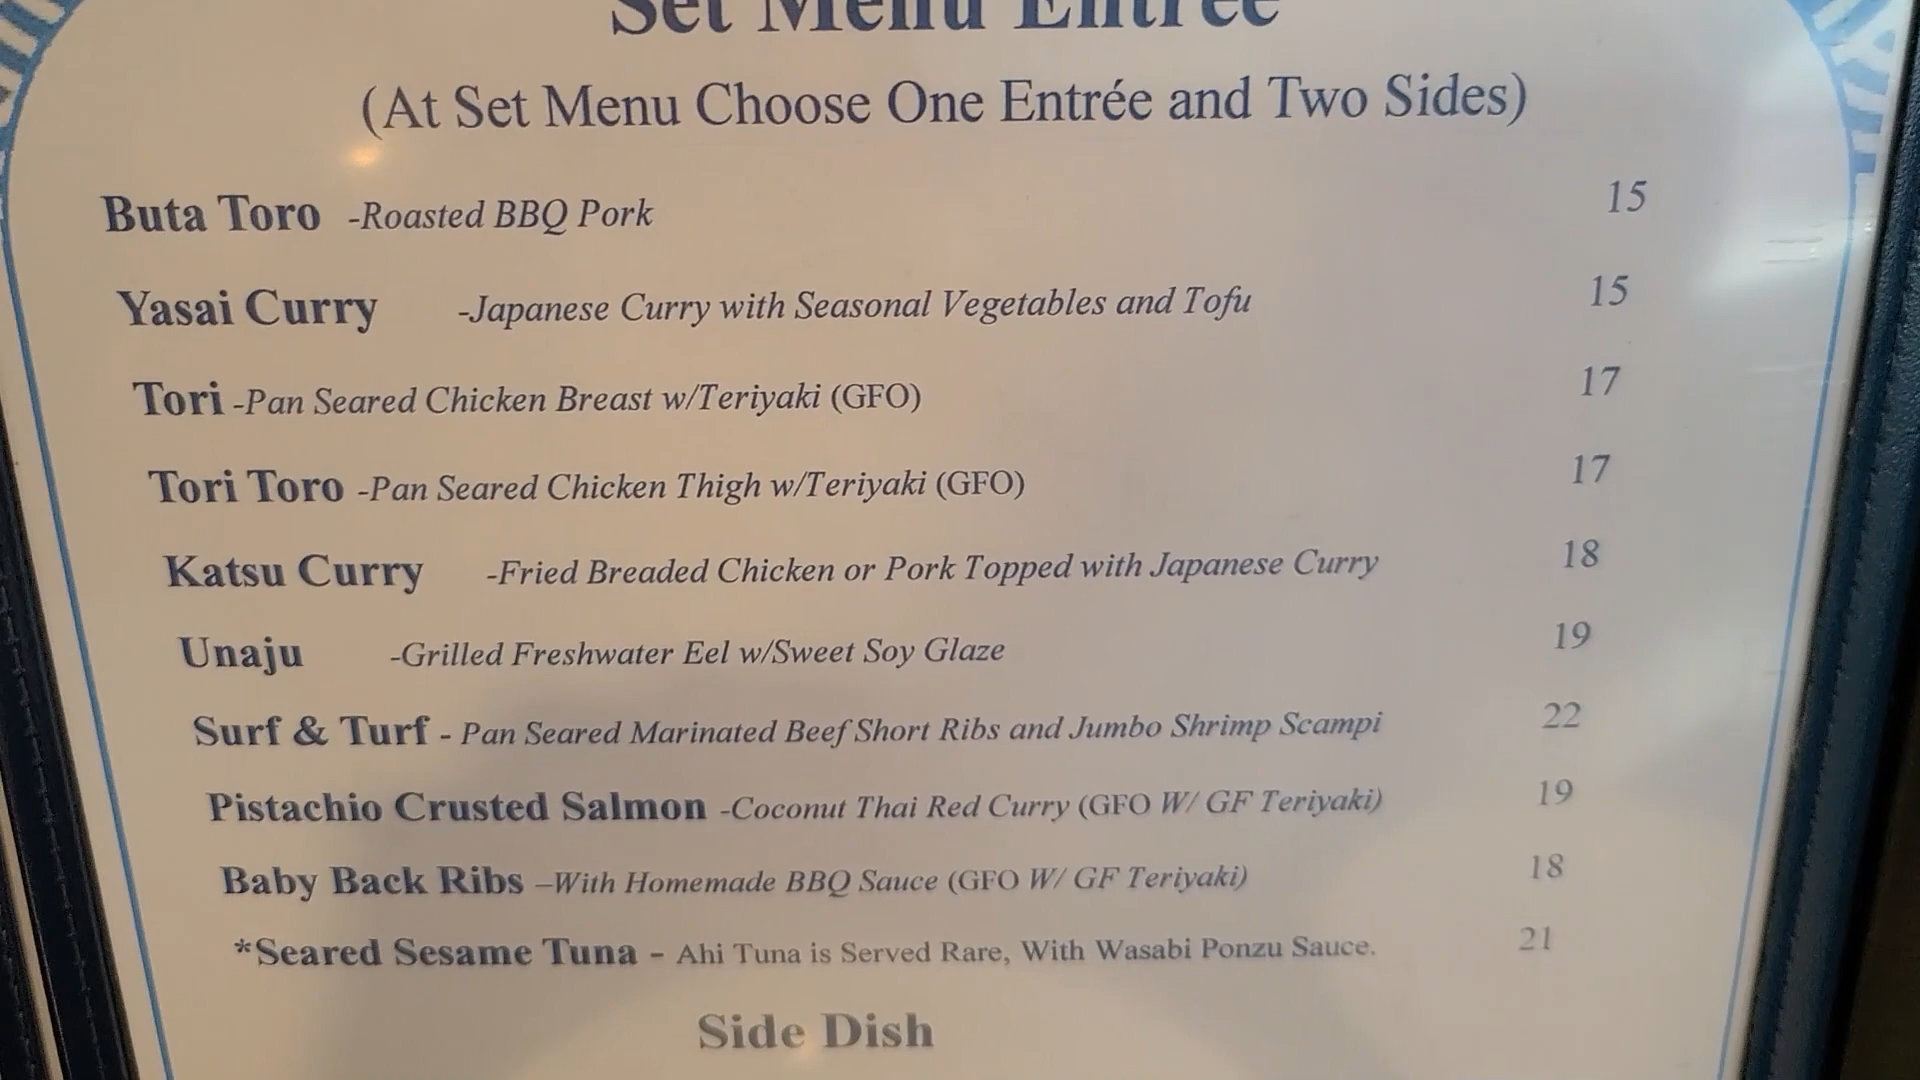 Set Menu Entrée
(At Set Menu Choose One Entrée and Two Sides)
Buta Toro -Roasted BBQ Pork 15
Yasai Curry -Japanese Curry with Seasonal Vegetables and Tofu 15
Tori -Pan Seared Chicken Breast w/Teriyaki (GFO) 17
Tori Toro -Pan Seared Chicken Thigh w/Teriyaki (GFO) 17
Katsu Curry -Fried Breaded Chicken or Pork Topped with Japanese Curry 18
Unaju -Grilled Freshwater Eel w/Sweet Soy Glaze 19
Surf & Turf - Pan Seared Marinated Beef Short Ribs and Jumbo Shrimp Scampi 22
Pistachio Crusted Salmon -Coconut Thai Red Curry (GFO W/ GF Teriyaki) 19
Baby Back Ribs –With Homemade BBQ Sauce (GFO W/ GF Teriyaki) 18
*Seared Sesame Tuna – Ahi Tuna is Served Rare, With Wasabi Ponzu Sauce. 21
Side Dish